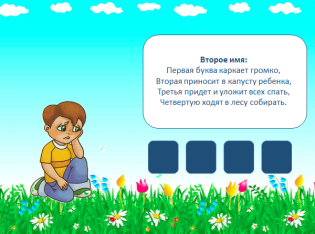 Второе имя:
Первая буква каркает громко,
Вторая приносит в капусту ребенка,
Третья придет и уложит всех спать,
Четвертую ходят в лесу собирать.